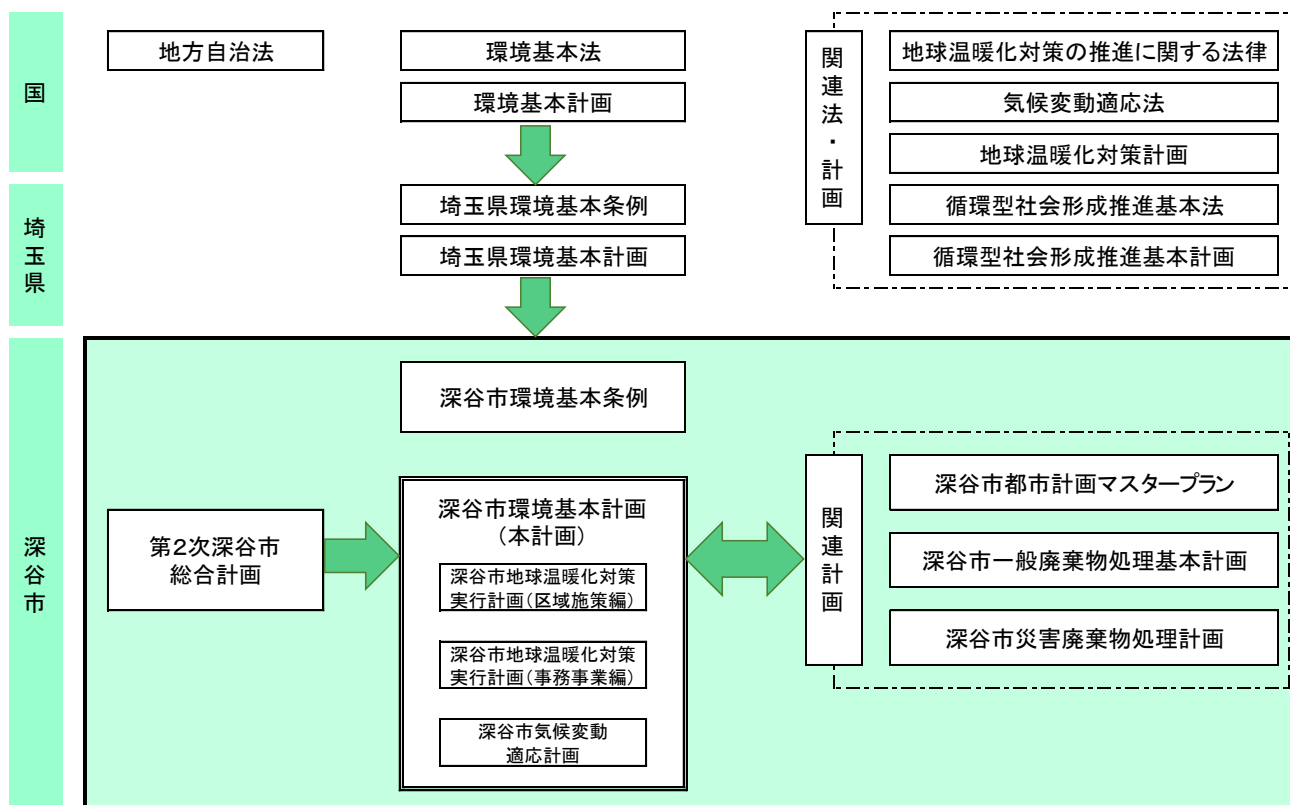 国
地方自治法
環境基本法
環境基本計画
関連法・計画
地球温暖化対策の推進に関する法律
気候変動適応法
地球温暖化対策計画
循環型社会形成推進基本法
循環型社会形成推進基本計画
埼玉県
埼玉県環境基本条例
埼玉県環境基本計画
深谷市
深谷市環境基本条例
第2次深谷市
総合計画
深谷市環境基本計画
(本計画)
深谷市地球温暖化対策
実行計画(区域施策編)
深谷市地球温暖化対策
実行計画(事務事業編)
深谷市気候変動
適応計画
関連計画
深谷市都市計画マスタープラン
深谷市一般廃棄物処理基本計画
深谷市災害廃棄物処理計画